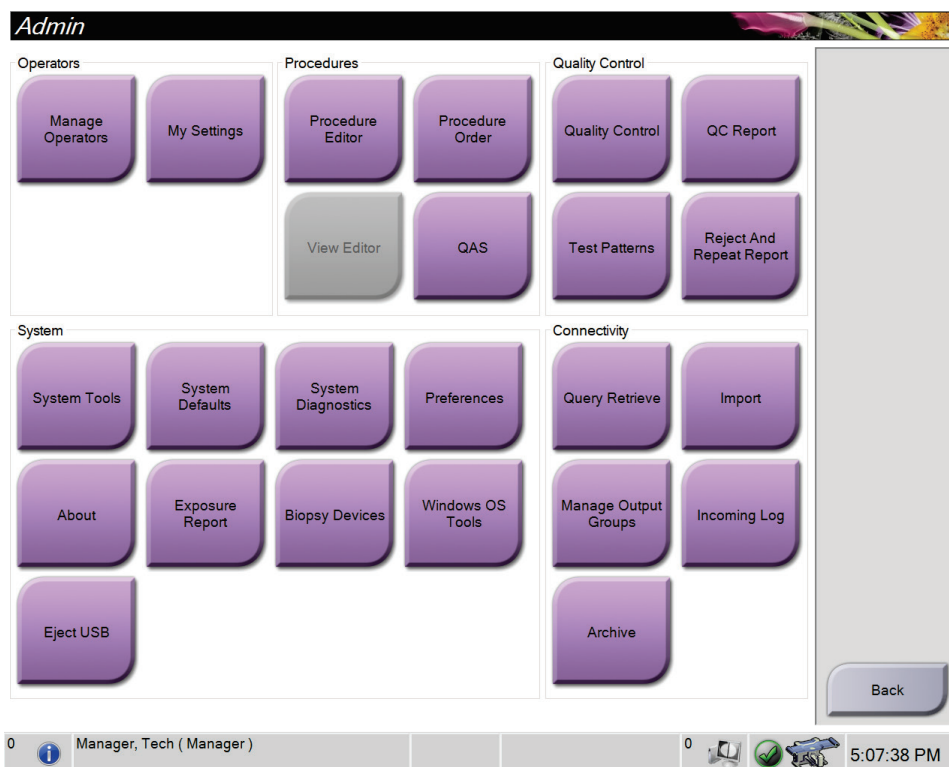 Admin
Operators
Manage
Operators
My Settings
Procedures
Procedure
Editor
Procedure
Order
View Editor
QAS
Quality Control
Quality Control
QC Report
Test Patterns
Reject And
Repeat Report
System
System Tools
System
Defaults
System
Diagnostics
Preferences
About
Exposure
Report
Biopsy Devices
Windows OS
Tools
Eject USB
Connectivity
Query Retrieve
Import
Manage Output
Groups
Incoming Log
Archive
Back
0
Manager, Tech ( Manager )
0
5:07:38 PM